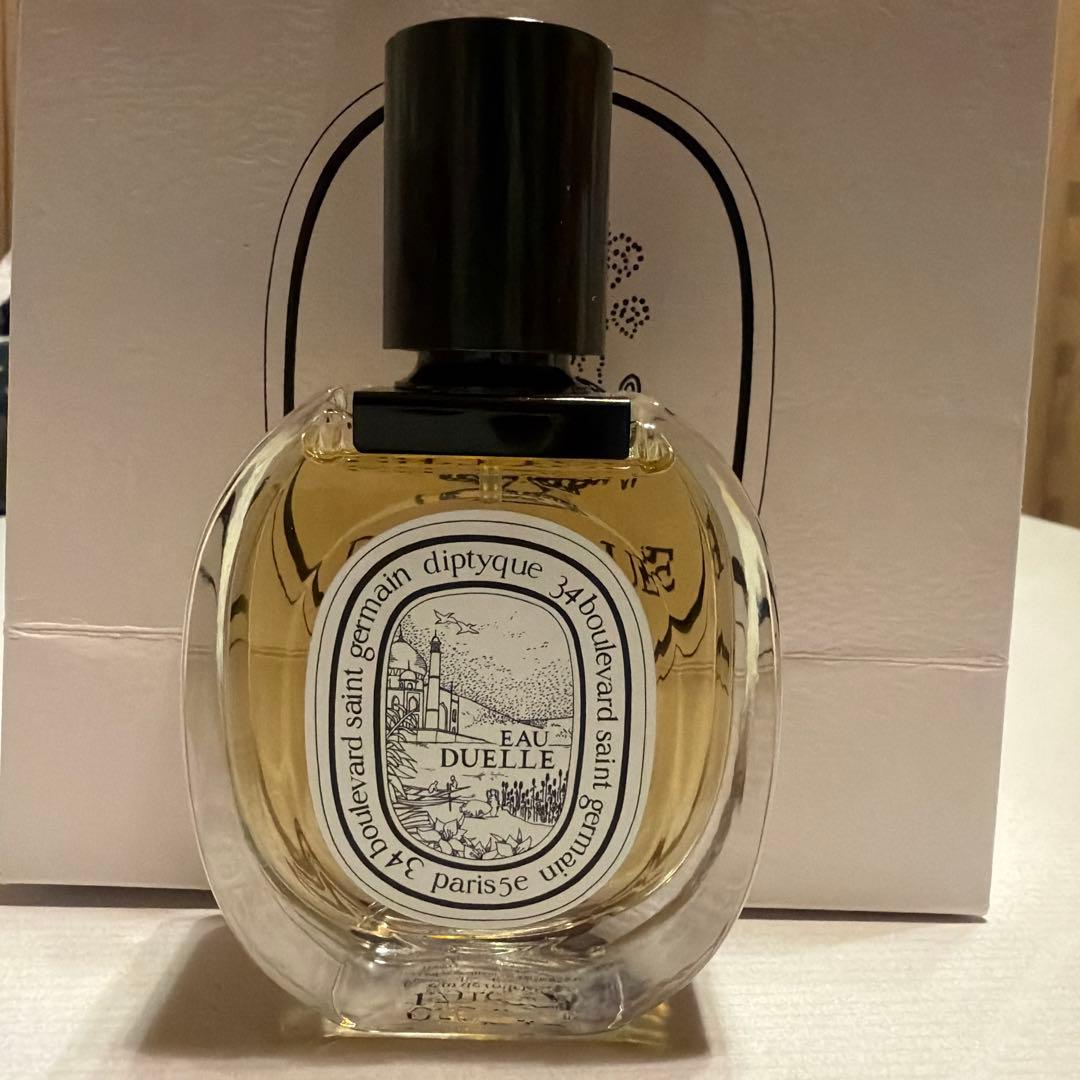 diptyque 34 boulevard saint germain
paris 5e
34 boulevard saint germain
EAU
DUELLE